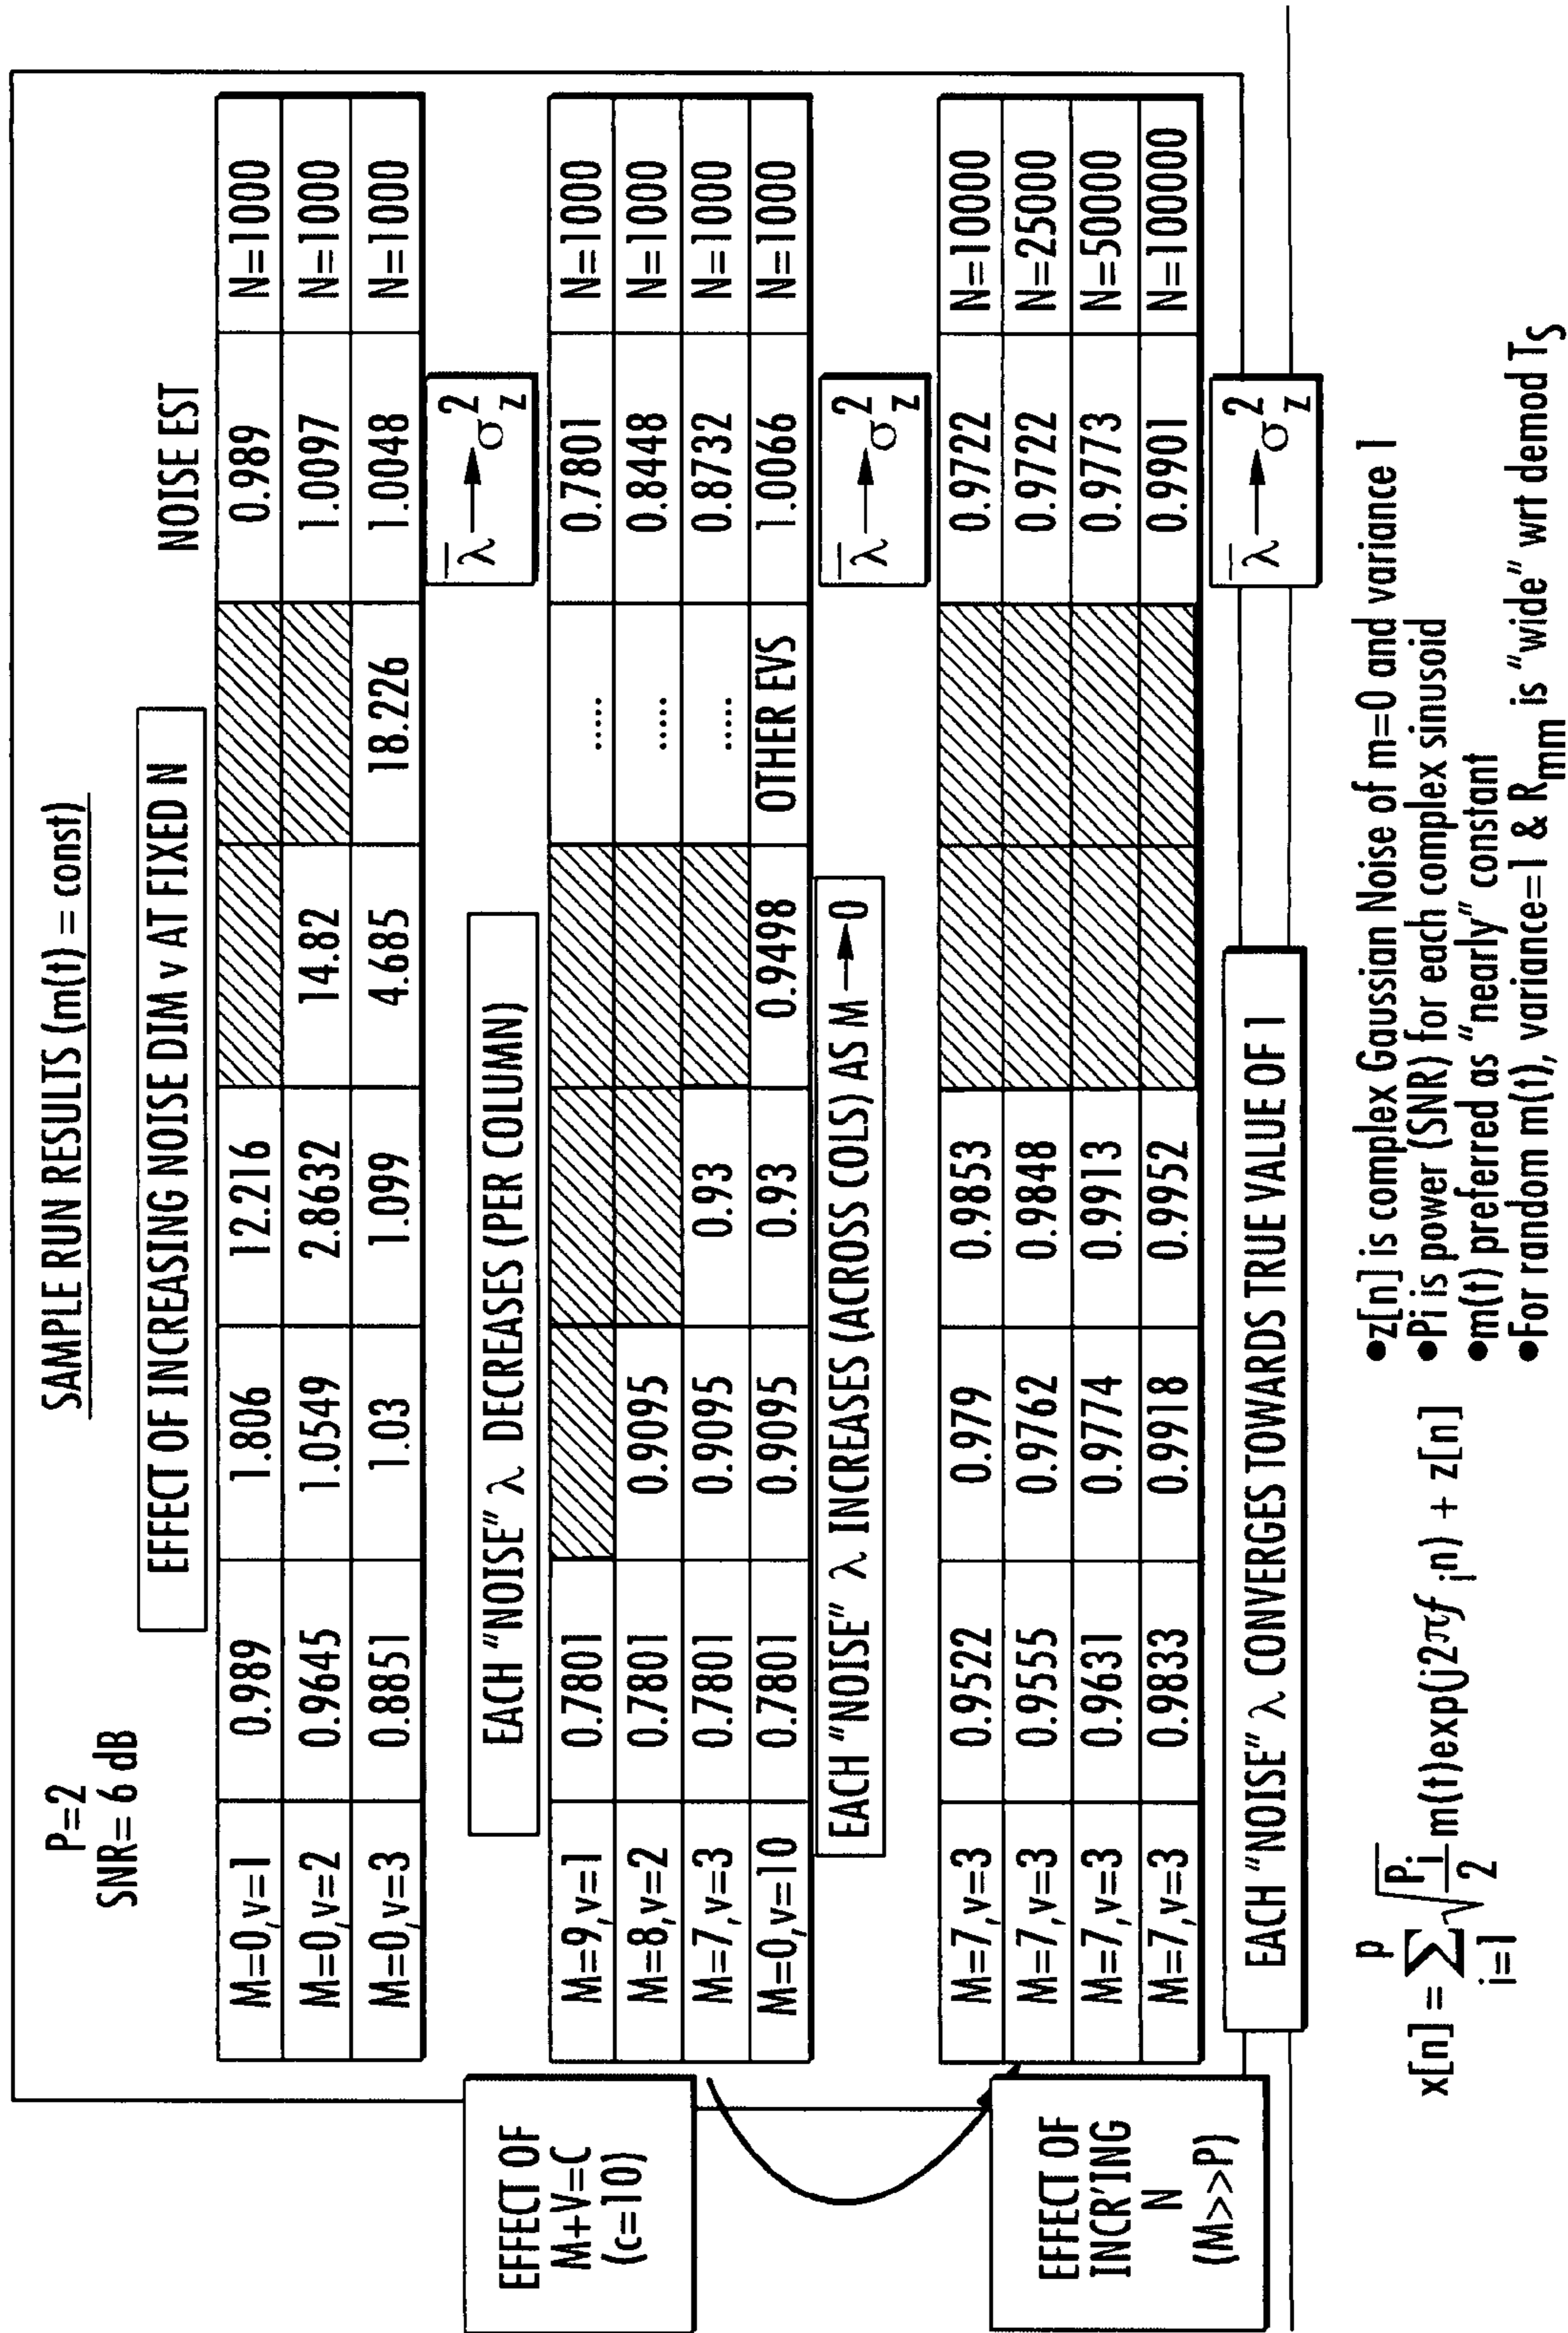 SAMPLE RUN RESULTS (m(t) = const)
P=2
SNR= 6 dB
EFFECT OF INCREASING NOISE DIM v AT FIXED N
NOISE EST
M=0,v=1 0.989 1.806 12.216 0.989 N=1000
M=0,v=2 0.9645 1.0549 2.8632 14.82 1.0097 N=1000
M=0,v=3 0.8851 1.03 1.099 4.685 18.226 1.0048 N=1000
EACH "NOISE" λ DECREASES (PER COLUMN)
λ̅ → σ²z
EFFECT OF
M+V=C
(c=10)
M=9,v=1 0.7801 ..... 0.7801 N=1000
M=8,v=2 0.7801 0.9095 ..... 0.8448 N=1000
M=7,v=3 0.7801 0.9095 0.93 ..... 0.8732 N=1000
M=0,v=10 0.7801 0.9095 0.93 0.9498 OTHER EVS 1.0066 N=1000
EACH "NOISE" λ INCREASES (ACROSS COLS) AS M → 0
λ̅ → σ²z
EFFECT OF
INCR'ING
N
(M>>P)
M=7,v=3 0.9522 0.979 0.9853 0.9722 N=10000
M=7,v=3 0.9555 0.9762 0.9848 0.9722 N=25000
M=7,v=3 0.9631 0.9774 0.9913 0.9773 N=50000
M=7,v=3 0.9833 0.9918 0.9952 0.9901 N=100000
EACH "NOISE" λ CONVERGES TOWARDS TRUE VALUE OF 1
λ̅ → σ²z
x[n] = Σ i=1 p √(Pi/2) m(t)exp(j2πf in) + z[n]
•z[n] is complex Gaussian Noise of m=0 and variance 1
•Pi is power (SNR) for each complex sinusoid
•m(t) preferred as "nearly" constant
•For random m(t), variance=1 & Rmm is "wide" wrt demod TS